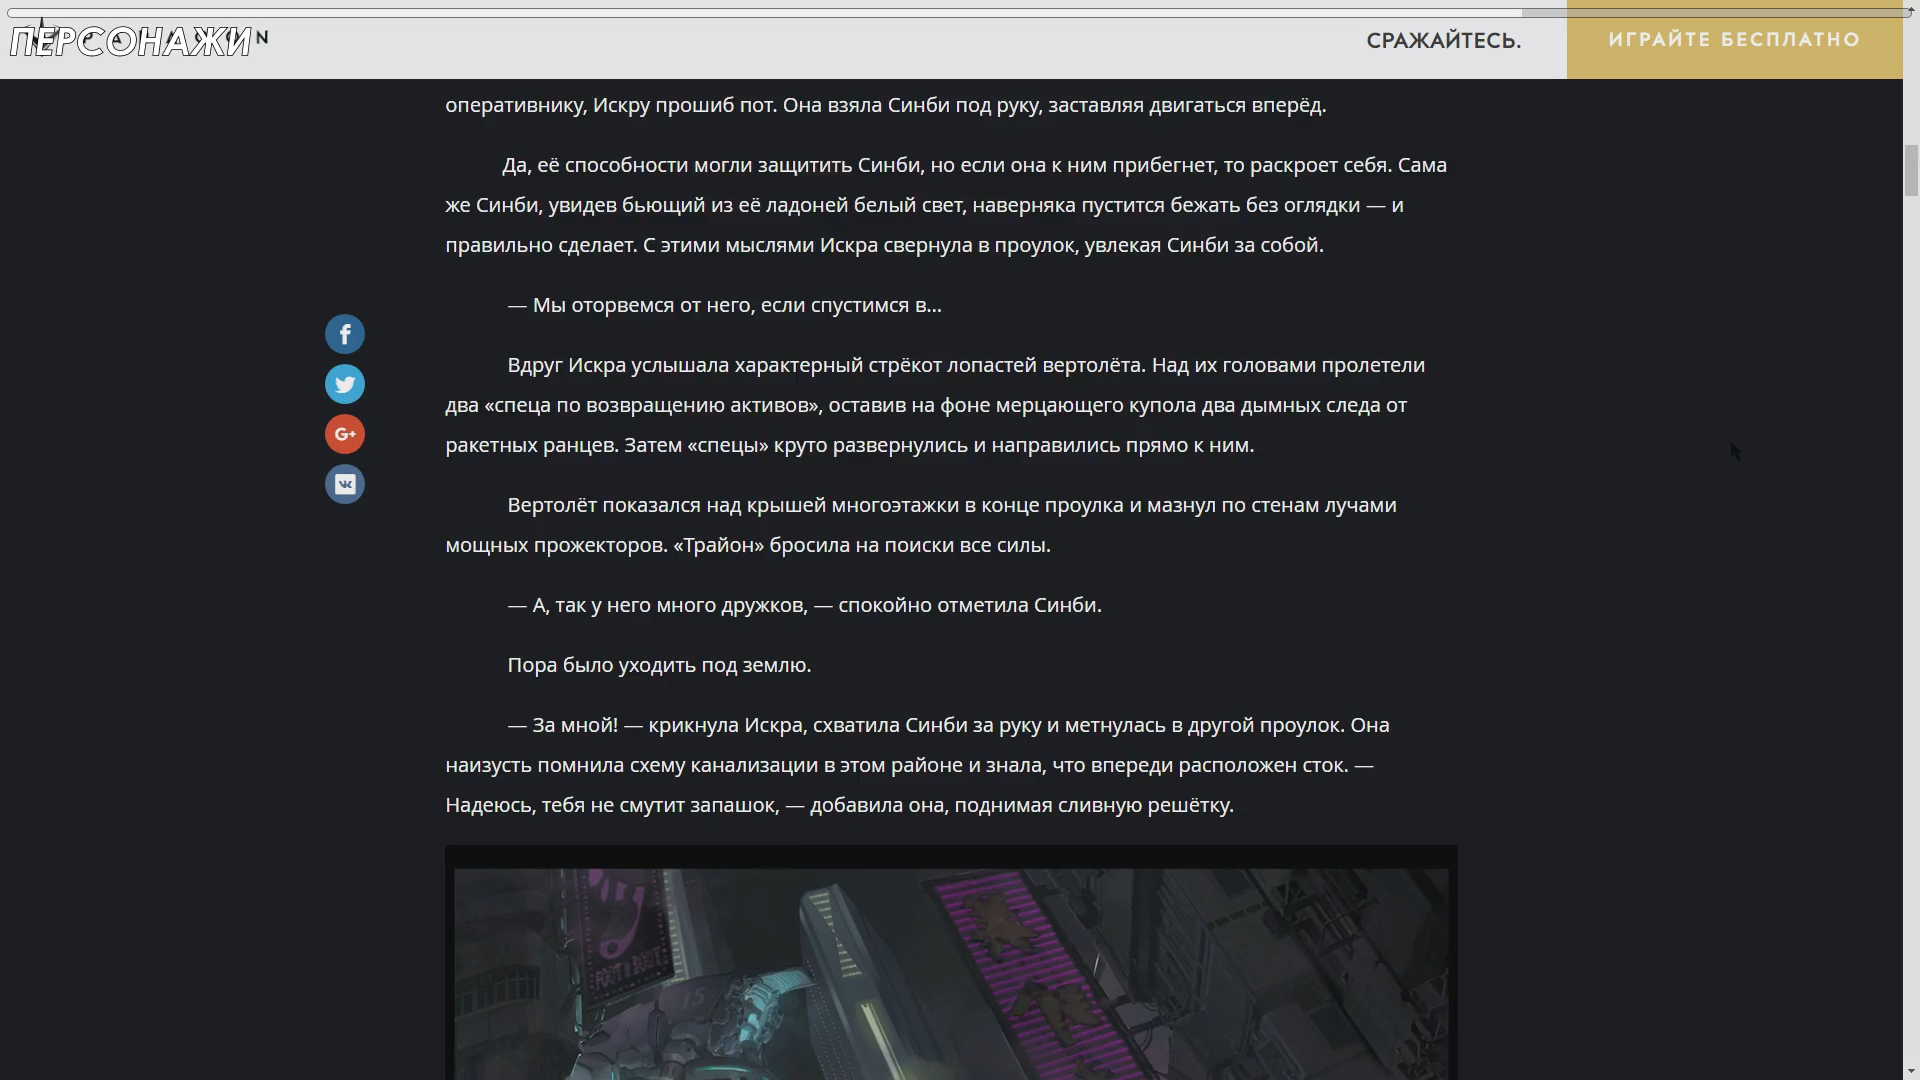 ПЕРСОНАЖИ
N
СРАЖАЙТЕСЬ.
ИГРАЙТЕ БЕСПЛАТНО
оперативнику, Искру прошиб пот. Она взяла Синби под руку, заставляя двигаться вперёд.
Да, её способности могли защитить Синби, но если она к ним прибегнет, то раскроет себя. Сама
же Синби, увидев бьющий из её ладоней белый свет, наверняка пустится бежать без оглядки — и
правильно сделает. С этими мыслями Искра свернула в проулок, увлекая Синби за собой.
— Мы оторвемся от него, если спустимся в...
Вдруг Искра услышала характерный стрёкот лопастей вертолёта. Над их головами пролетели
два «спеца по возвращению активов», оставив на фоне мерцающего купола два дымных следа от
ракетных ранцев. Затем «спецы» круто развернулись и направились прямо к ним.
Вертолёт показался над крышей многоэтажки в конце проулка и мазнул по стенам лучами
мощных прожекторов. «Трайон» бросила на поиски все силы.
— А, так у него много дружков, — спокойно отметила Синби.
Пора было уходить под землю.
— За мной! — крикнула Искра, схватила Синби за руку и метнулась в другой проулок. Она
наизусть помнила схему канализации в этом районе и знала, что впереди расположен сток. —
Надеюсь, тебя не смутит запашок, — добавила она, поднимая сливную решётку.
15